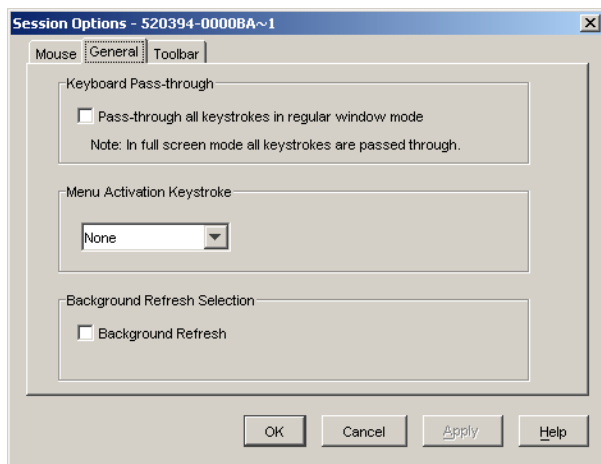 Session Options - 520394-0000BA~1
Mouse General Toolbar
Keyboard Pass-through
Pass-through all keystrokes in regular window mode
Note: In full screen mode all keystrokes are passed through.
Menu Activation Keystroke
None
Background Refresh Selection
Background Refresh
OK Cancel Apply Help